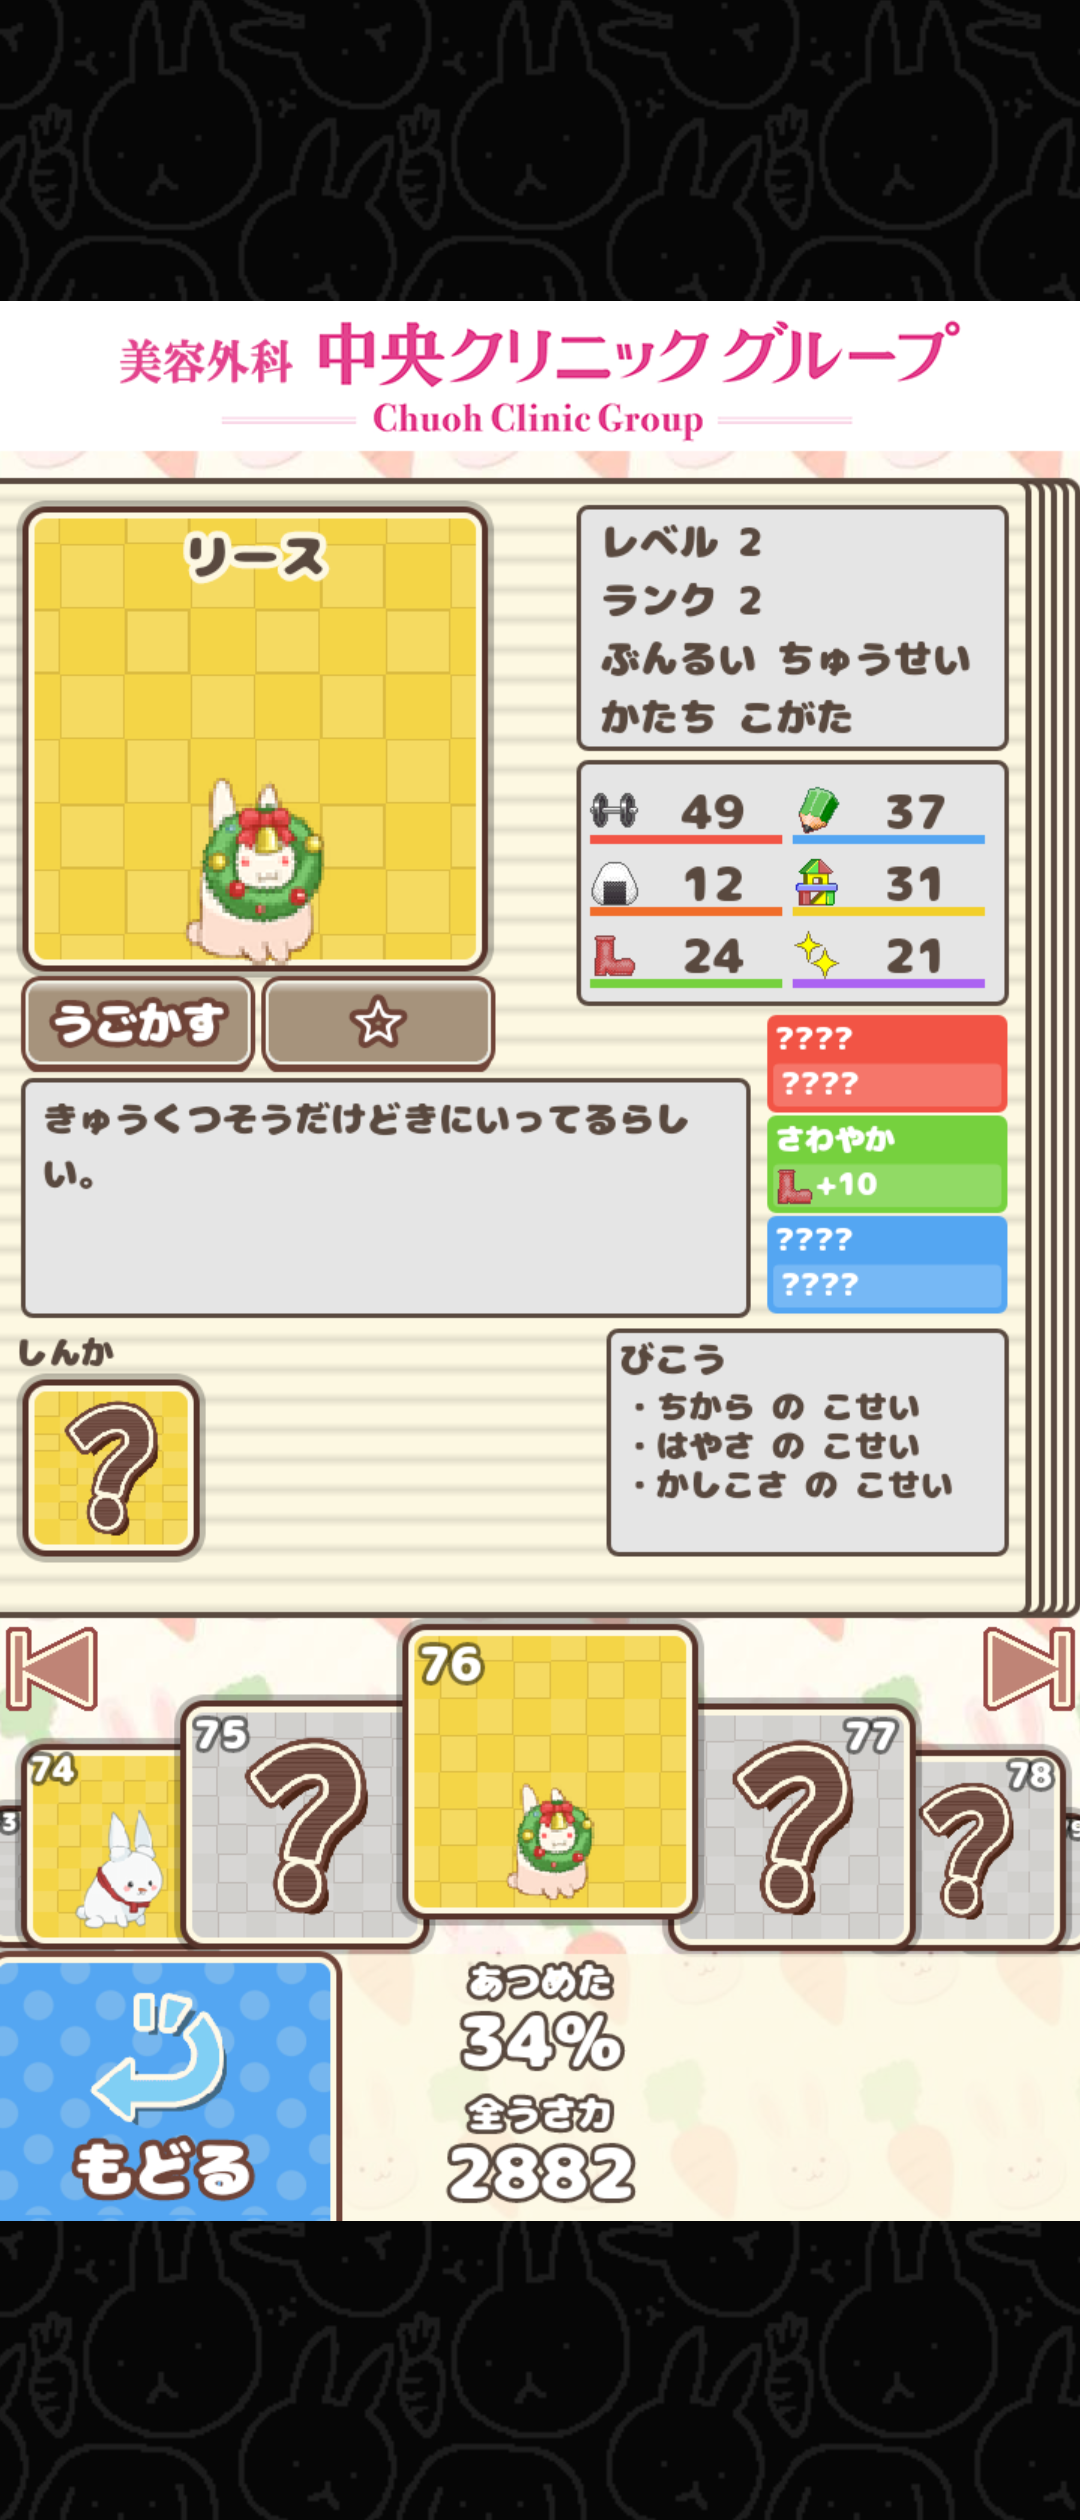 美容外科 中央クリニックグループ
Chuoh Clinic Group
リース
レベル 2
ランク 2
ぶんるい ちゅうせい
かたち こがた
49 37
12 31
24 21
うごかす ☆
????
????
さわやか
+10
????
????
きゅうくつそうだけどきにいってるらし
い。
しんか
?
びこう
・ちから の こせい
・はやさ の こせい
・かしこさ の こせい
74
75
?
76
77
?
78
?
あつめた
34%
全うさ力
2882
もどる